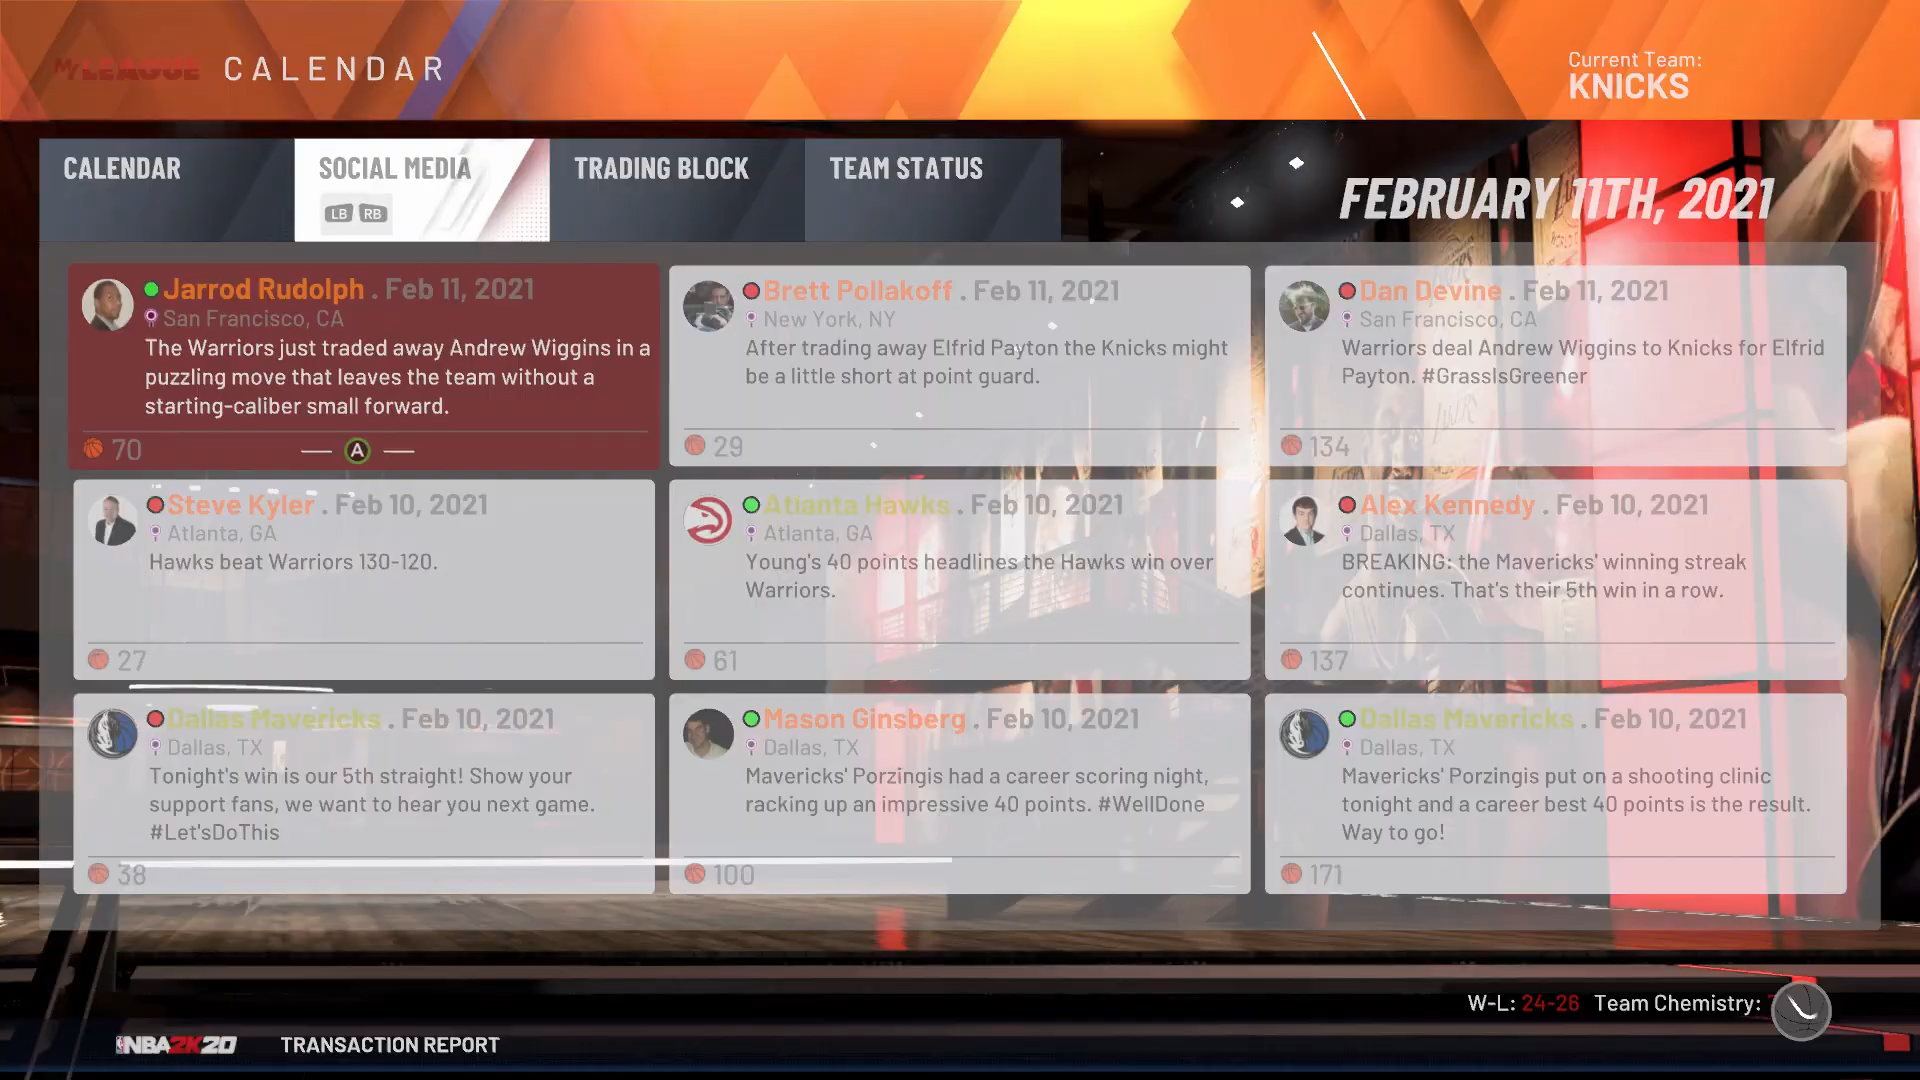 MyLEAGUE CALENDAR
Current Team:
KNICKS
CALENDAR
SOCIAL MEDIA
LB RB
TRADING BLOCK
TEAM STATUS
FEBRUARY 11TH, 2021
Jarrod Rudolph . Feb 11, 2021
San Francisco, CA
The Warriors just traded away Andrew Wiggins in a
puzzling move that leaves the team without a
starting-caliber small forward.
70
A
Brett Pollakoff . Feb 11, 2021
New York, NY
After trading away Elfrid Payton the Knicks might
be a little short at point guard.
29
Dan Devine . Feb 11, 2021
San Francisco, CA
Warriors deal Andrew Wiggins to Knicks for Elfrid
Payton. #GrassIsGreener
134
Steve Kyler . Feb 10, 2021
Atlanta, GA
Hawks beat Warriors 130-120.
27
Atlanta Hawks . Feb 10, 2021
Atlanta, GA
Young's 40 points headlines the Hawks win over
Warriors.
61
Alex Kennedy . Feb 10, 2021
Dallas, TX
BREAKING: the Mavericks' winning streak
continues. That's their 5th win in a row.
137
Dallas Mavericks . Feb 10, 2021
Dallas, TX
Tonight's win is our 5th straight! Show your
support fans, we want to hear you next game.
#Let'sDoThis
38
Mason Ginsberg . Feb 10, 2021
Dallas, TX
Mavericks' Porzingis had a career scoring night,
racking up an impressive 40 points. #WellDone
100
Dallas Mavericks . Feb 10, 2021
Dallas, TX
Mavericks' Porzingis put on a shooting clinic
tonight and a career best 40 points is the result.
Way to go!
171
W-L: 24-26 Team Chemistry:
NBA2K20 TRANSACTION REPORT